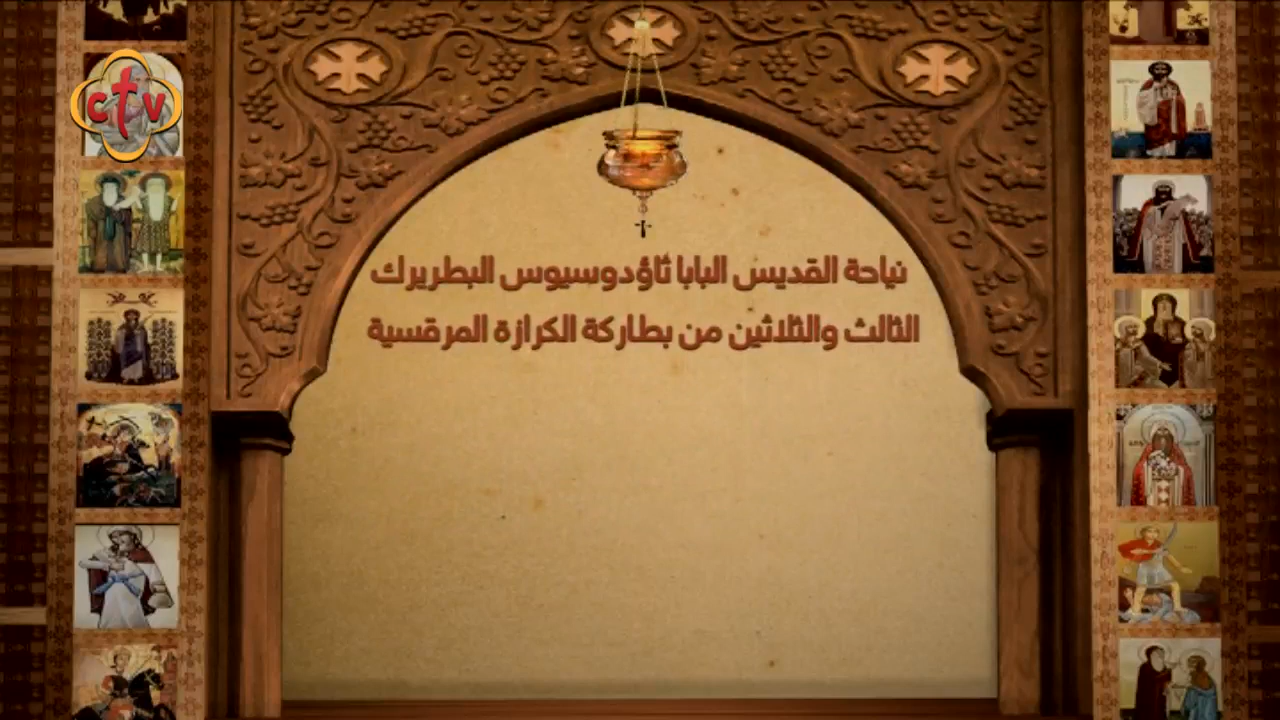 ctv
نياحة القديس البابا ثاؤدوسيوس البطريرك
الثالث والثلاثين من بطاركة الكرازة المرقسية